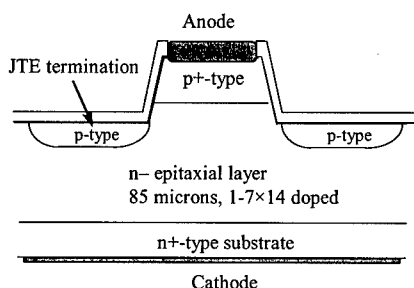 Anode
JTE termination
p+-type
p-type
p-type
n– epitaxial layer
85 microns, 1-7×14 doped
n+-type substrate
Cathode